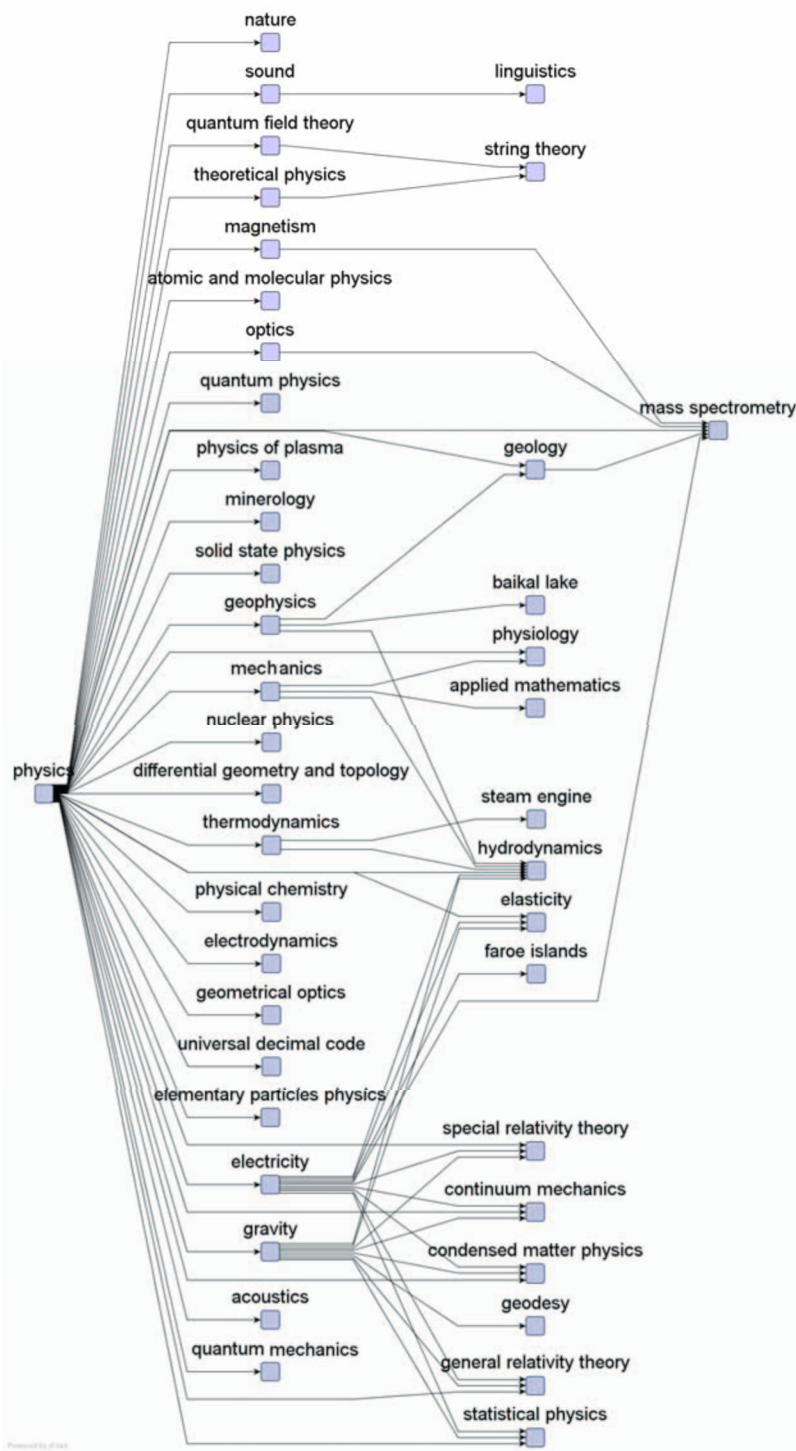 nature
sound
linguistics
quantum field theory
string theory
theoretical physics
magnetism
atomic and molecular physics
optics
quantum physics
mass spectrometry
physics of plasma
geology
minerology
solid state physics
baikal lake
geophysics
physiology
mechanics
applied mathematics
nuclear physics
physics
differential geometry and topology
steam engine
thermodynamics
hydrodynamics
physical chemistry
elasticity
electrodynamics
faroe islands
geometrical optics
universal decimal code
elementary particles physics
special relativity theory
electricity
continuum mechanics
gravity
condensed matter physics
acoustics
geodesy
quantum mechanics
general relativity theory
statistical physics
Powered by